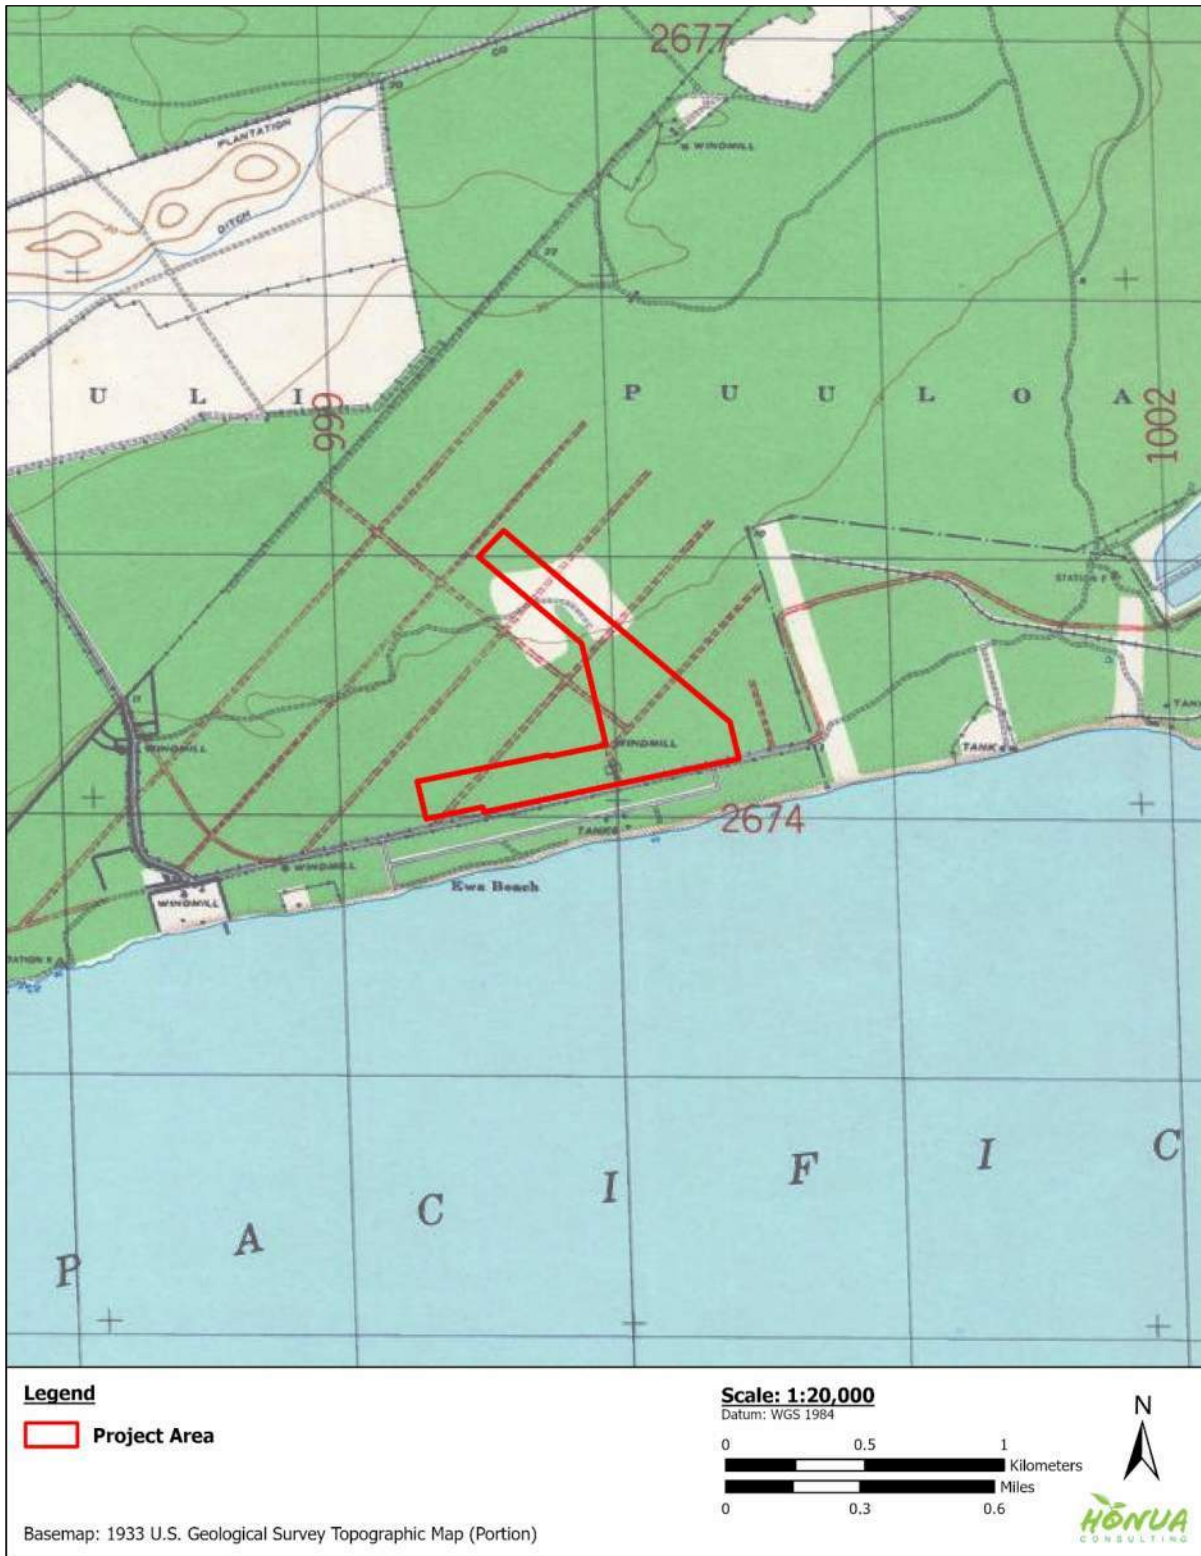 2677
PLANTATION
70
WINDMILL
DITCH
U L I
P U U L O A
999
1002
STATION F
WINDMILL
WINDMILL
TANK
TANK
2674
TANKS
WINDMILL
Ewa Beach
WINDMILL
P A C I F I C
Legend
Project Area
Scale: 1:20,000
Datum: WGS 1984
0 0.5 1
Kilometers
Miles
0 0.3 0.6
N
HONUA
CONSULTING
Basemap: 1933 U.S. Geological Survey Topographic Map (Portion)